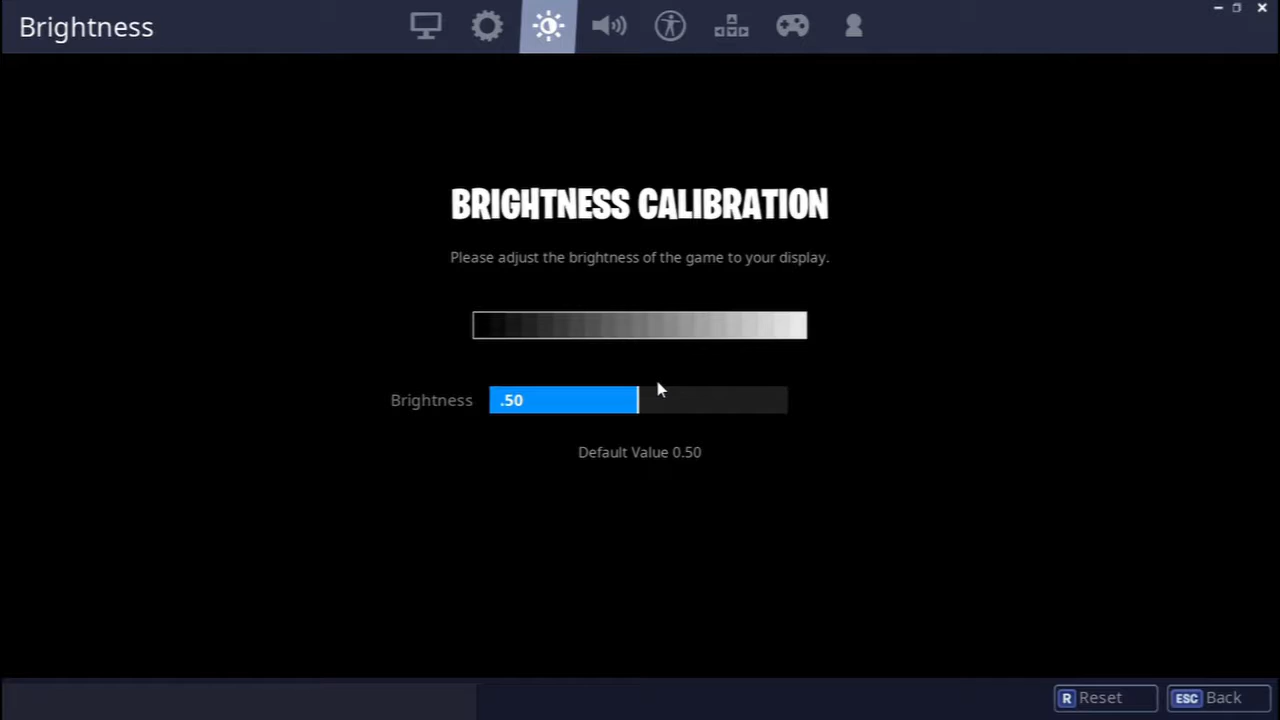 Brightness
BRIGHTNESS CALIBRATION
Please adjust the brightness of the game to your display.
Brightness .50
Default Value 0.50
R Reset ESC Back